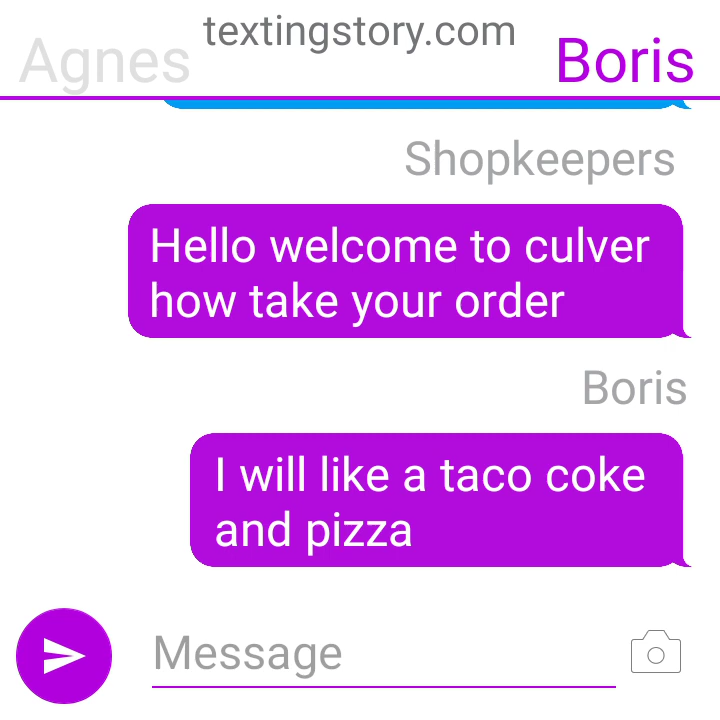 textingstory.com
Agnes
Boris
Shopkeepers
Hello welcome to culver
how take your order
Boris
I will like a taco coke
and pizza
Message